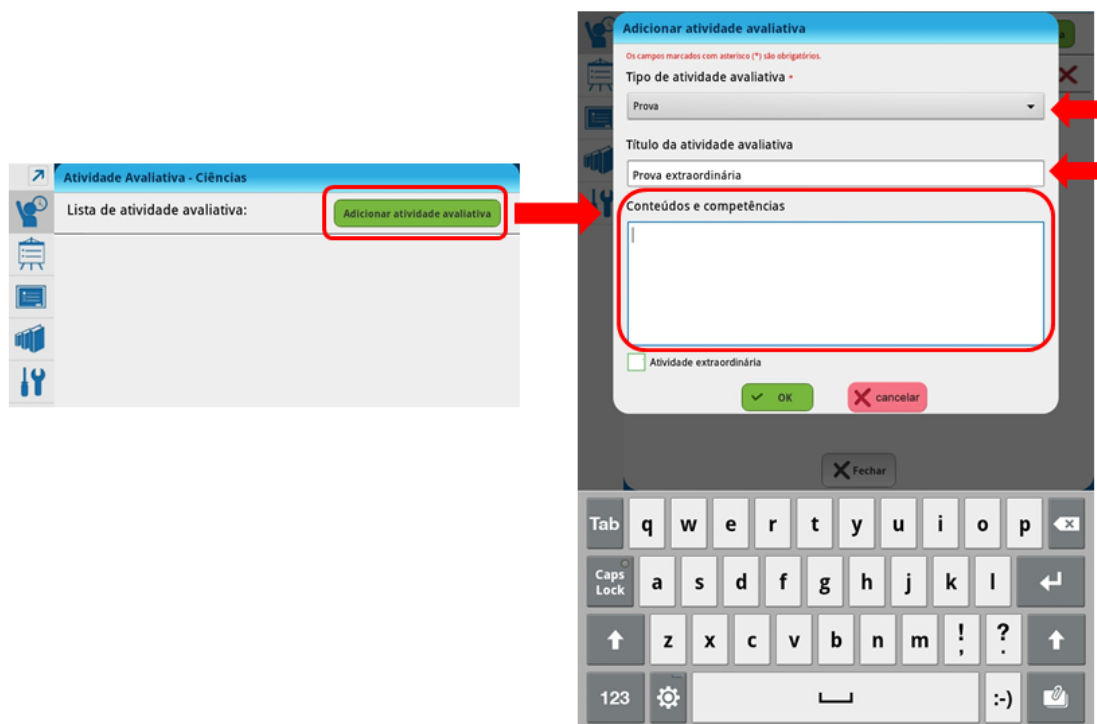 Atividade Avaliativa - Ciências
Lista de atividade avaliativa:
Adicionar atividade avaliativa
Adicionar atividade avaliativa
Os campos marcados com asterisco (*) são obrigatórios.
Tipo de atividade avaliativa *
Prova
Título da atividade avaliativa
Prova extraordinária
Conteúdos e competências
Atividade extraordinária
OK
cancelar
Fechar
Tab q w e r t y u i o p
Caps Lock a s d f g h j k l
z x c v b n m ! , ? .
123 :-)